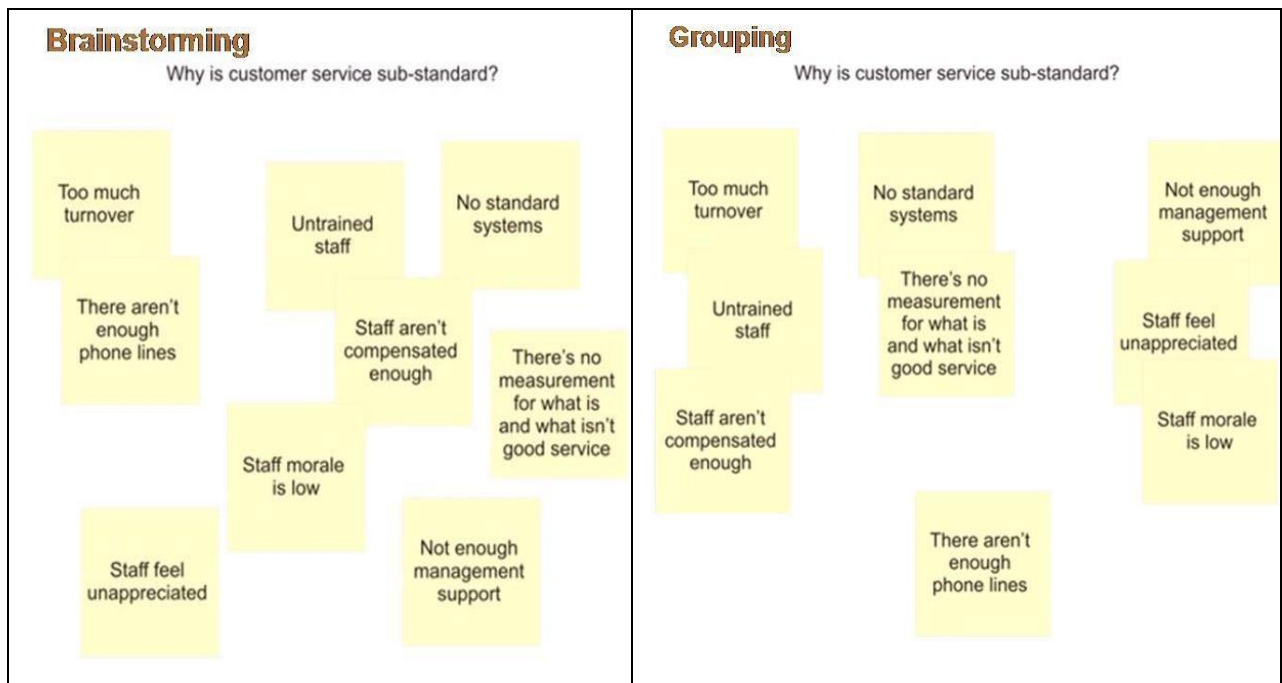 Brainstorming
Why is customer service sub-standard?
Too much
turnover
Untrained
staff
No standard
systems
There aren't
enough
phone lines
Staff aren't
compensated
enough
There's no
measurement
for what is
and what isn't
good service
Staff morale
is low
Staff feel
unappreciated
Not enough
management
support
Grouping
Why is customer service sub-standard?
Too much
turnover
Untrained
staff
Staff aren't
compensated
enough
No standard
systems
There's no
measurement
for what is
and what isn't
good service
Not enough
management
support
Staff feel
unappreciated
Staff morale
is low
There aren't
enough
phone lines